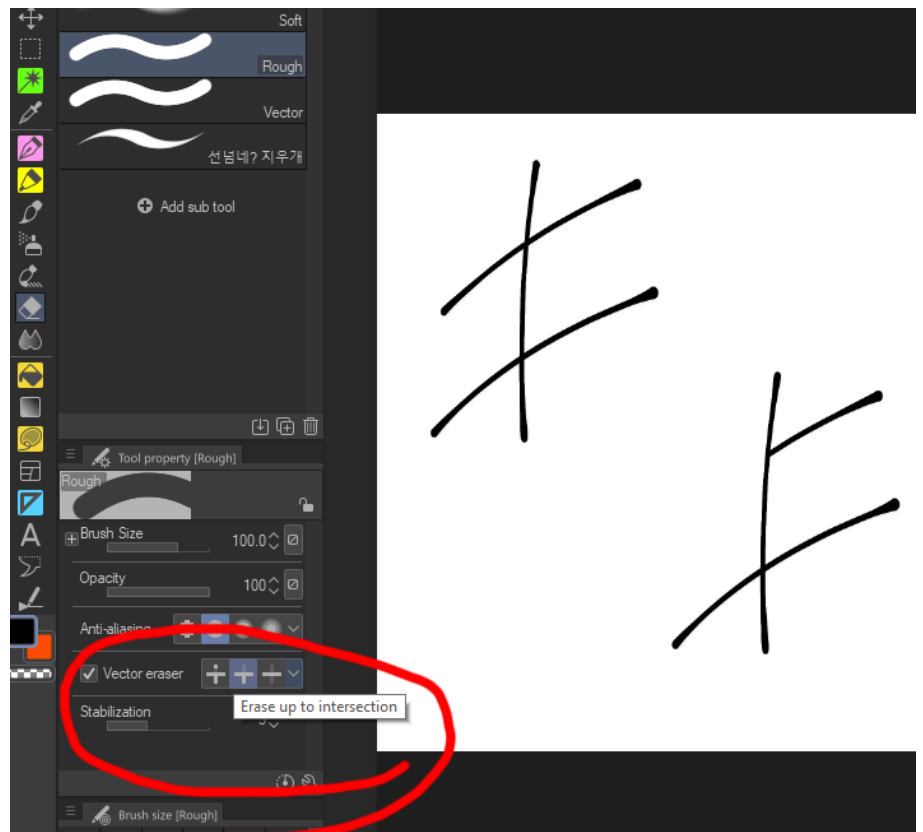 Soft
Rough
Vector
선넘네? 지우개
Add sub tool
Tool property [Rough]
Rough
Brush Size 100.0
Opacity 100
Anti-aliasing
Vector eraser
Erase up to intersection
Stabilization
Brush size [Rough]